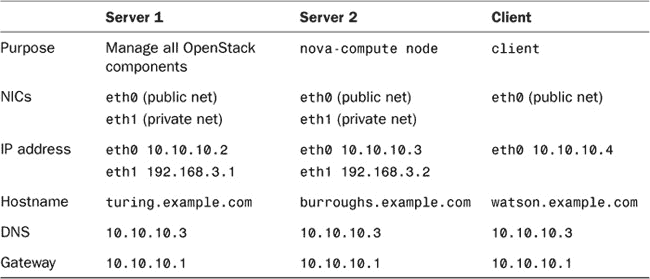 Server 1 Server 2 Client
Purpose Manage all OpenStack components nova-compute node client
NICs eth0 (public net) eth0 (public net) eth0 (public net)
eth1 (private net) eth1 (private net)
IP address eth0 10.10.10.2 eth0 10.10.10.3 eth0 10.10.10.4
eth1 192.168.3.1 eth1 192.168.3.2
Hostname turing.example.com burroughs.example.com watson.example.com
DNS 10.10.10.3 10.10.10.3 10.10.10.3
Gateway 10.10.10.1 10.10.10.1 10.10.10.1